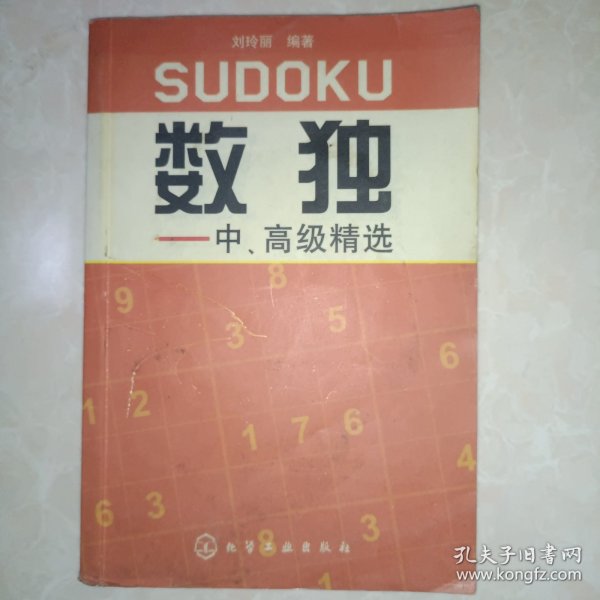 刘玲丽 编著
SUDOKU
数独
——中、高级精选
8
9
3 5
6
1 2
1 7 6
4
6 3
8 3
化学工业出版社
1
孔夫子旧书网
www.kongfz.com